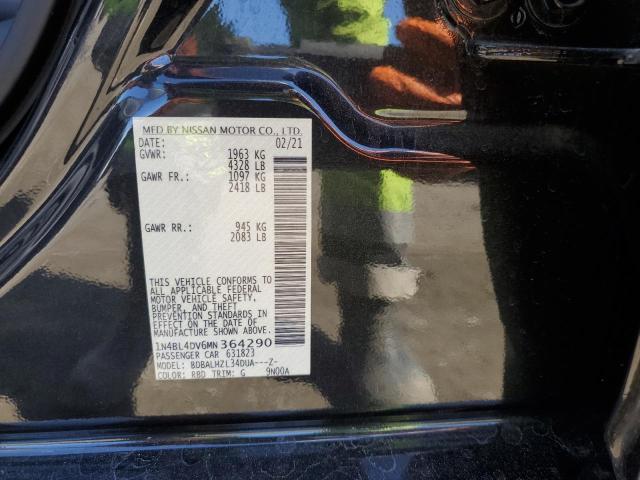 MFD BY NISSAN MOTOR CO., LTD.
DATE: 02/21
GVWR: 1963 KG
4328 LB
GAWR FR.: 1097 KG
2418 LB
GAWR RR.: 945 KG
2083 LB
THIS VEHICLE CONFORMS TO
ALL APPLICABLE FEDERAL
MOTOR VEHICLE SAFETY,
BUMPER, AND THEFT
PREVENTION STANDARDS IN
EFFECT ON THE DATE OF
MANUFACTURE SHOWN ABOVE.
1N4BL4DV6MN364290
PASSENGER CAR 631823
MODEL: BDBALHZL34DUA---Z-
COLOR: RBD TRIM: G 9N00A